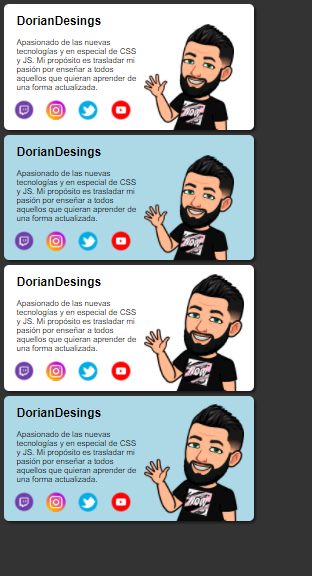 DorianDesings
Apasionado de las nuevas
tecnologías y en especial de CSS
y JS. Mi propósito es trasladar mi
pasión por enseñar a todos
aquellos que quieran aprender de
una forma actualizada.
DorianDesings
Apasionado de las nuevas
tecnologías y en especial de CSS
y JS. Mi propósito es trasladar mi
pasión por enseñar a todos
aquellos que quieran aprender de
una forma actualizada.
DorianDesings
Apasionado de las nuevas
tecnologías y en especial de CSS
y JS. Mi propósito es trasladar mi
pasión por enseñar a todos
aquellos que quieran aprender de
una forma actualizada.
DorianDesings
Apasionado de las nuevas
tecnologías y en especial de CSS
y JS. Mi propósito es trasladar mi
pasión por enseñar a todos
aquellos que quieran aprender de
una forma actualizada.